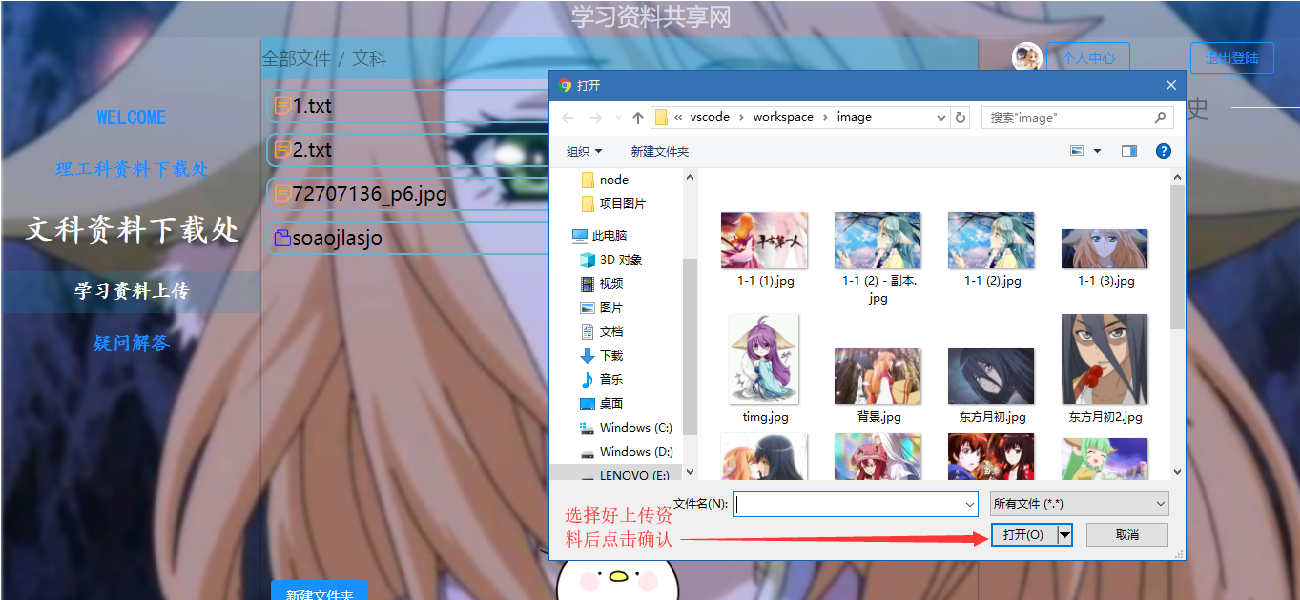 学习资料共享网
全部文件 / 文科
个人中心
退出登陆
史
WELCOME
理工科资料下载处
文科资料下载处
学习资料上传
疑问解答
1.txt
2.txt
72707136_p6.jpg
soaojlasjo
新建文件夹
打开
« vscode › workspace › image
搜索"image"
组织
新建文件夹
node
项目图片
此电脑
3D 对象
视频
图片
文档
下载
音乐
桌面
Windows (C:)
Windows (D:)
LENOVO (E:)
平古第一人
1-1 (1).jpg
1-1 (2) - 副本.
jpg
1-1 (2).jpg
1-1 (3).jpg
timg.jpg
背景.jpg
东方月初.jpg
东方月初2.jpg
文件名(N):
所有文件 (*.*)
选择好上传资
料后点击确认
打开(O)
取消